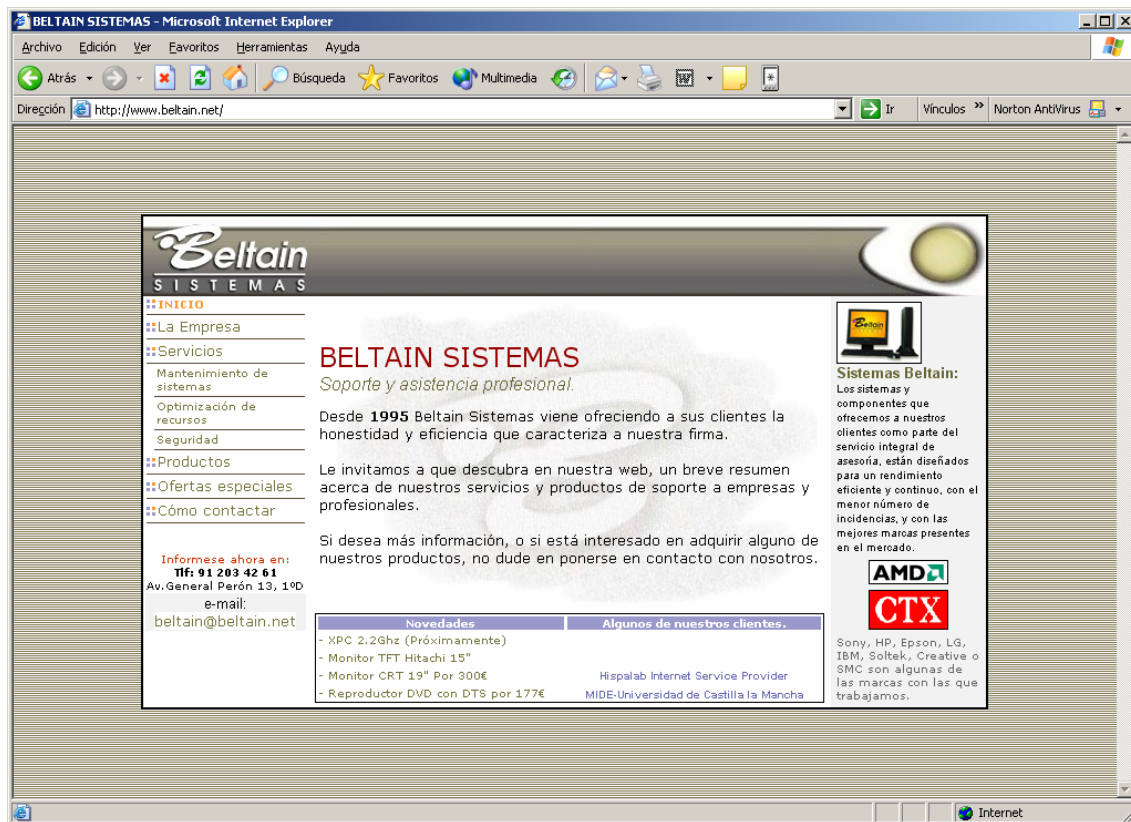 BELTAIN SISTEMAS - Microsoft Internet Explorer
Archivo Edición Ver Favoritos Herramientas Ayuda
Atrás Búsqueda Favoritos Multimedia
Dirección http://www.beltain.net/ Ir Vínculos » Norton AntiVirus
Beltain
SISTEMAS
INICIO
La Empresa
Servicios
Mantenimiento de
sistemas
Optimización de
recursos
Seguridad
Productos
Ofertas especiales
Cómo contactar
Informese ahora en:
Tlf: 91 203 42 61
Av.General Perón 13, 1ºD
e-mail:
beltain@beltain.net
BELTAIN SISTEMAS
Soporte y asistencia profesional.
Desde 1995 Beltain Sistemas viene ofreciendo a sus clientes la
honestidad y eficiencia que caracteriza a nuestra firma.
Le invitamos a que descubra en nuestra web, un breve resumen
acerca de nuestros servicios y productos de soporte a empresas y
profesionales.
Si desea más información, o si está interesado en adquirir alguno de
nuestros productos, no dude en ponerse en contacto con nosotros.
Novedades
- XPC 2.2Ghz (Próximamente)
- Monitor TFT Hitachi 15"
- Monitor CRT 19" Por 300€
- Reproductor DVD con DTS por 177€
Algunos de nuestros clientes.
Hispalab Internet Service Provider
MIDE-Universidad de Castilla la Mancha
Beltain
Sistemas Beltain:
Los sistemas y
componentes que
ofrecemos a nuestros
clientes como parte del
servicio integral de
asesoría, están diseñados
para un rendimiento
eficiente y continuo, con el
menor número de
incidencias, y con las
mejores marcas presentes
en el mercado.
AMD
CTX
Sony, HP, Epson, LG,
IBM, Soltek, Creative o
SMC son algunas de
las marcas con las que
trabajamos.
Internet